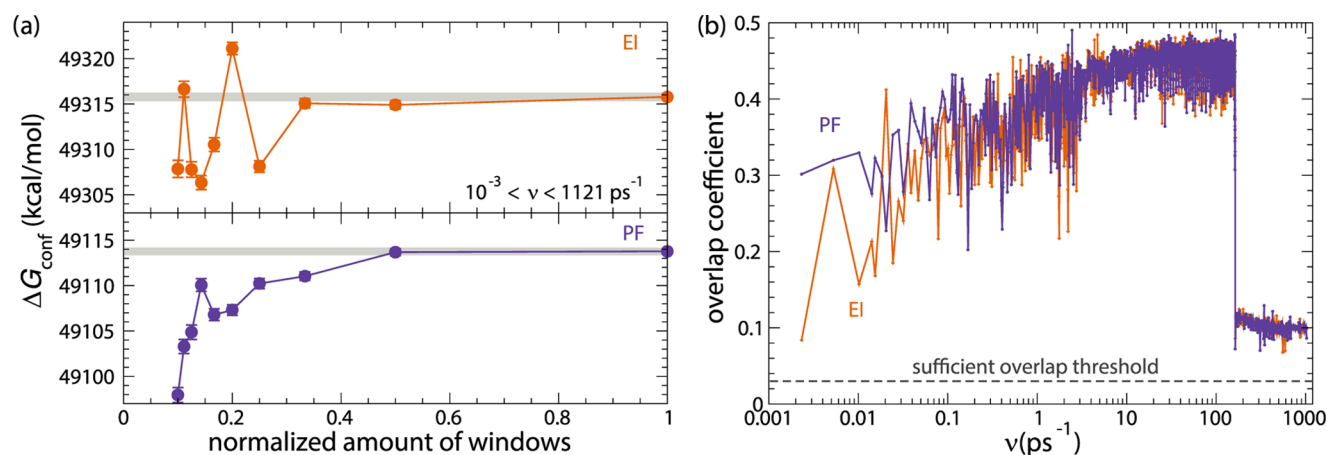 (a)
EI
49320
49315
49310
49305
10⁻³ < ν < 1121 ps⁻¹
PF
49115
49110
49105
49100
ΔG_conf (kcal/mol)
0 0.2 0.4 0.6 0.8 1
normalized amount of windows
(b)
0.5
0.4
0.3
0.2
0.1
0
overlap coefficient
PF
EI
sufficient overlap threshold
0.001 0.01 0.1 1 10 100 1000
ν(ps⁻¹)